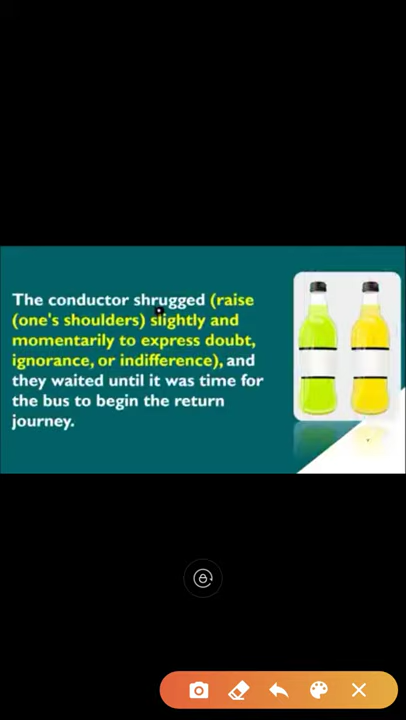 The conductor shrugged (raise
(one's shoulders) slightly and
momentarily to express doubt,
ignorance, or indifference), and
they waited until it was time for
the bus to begin the return
journey.